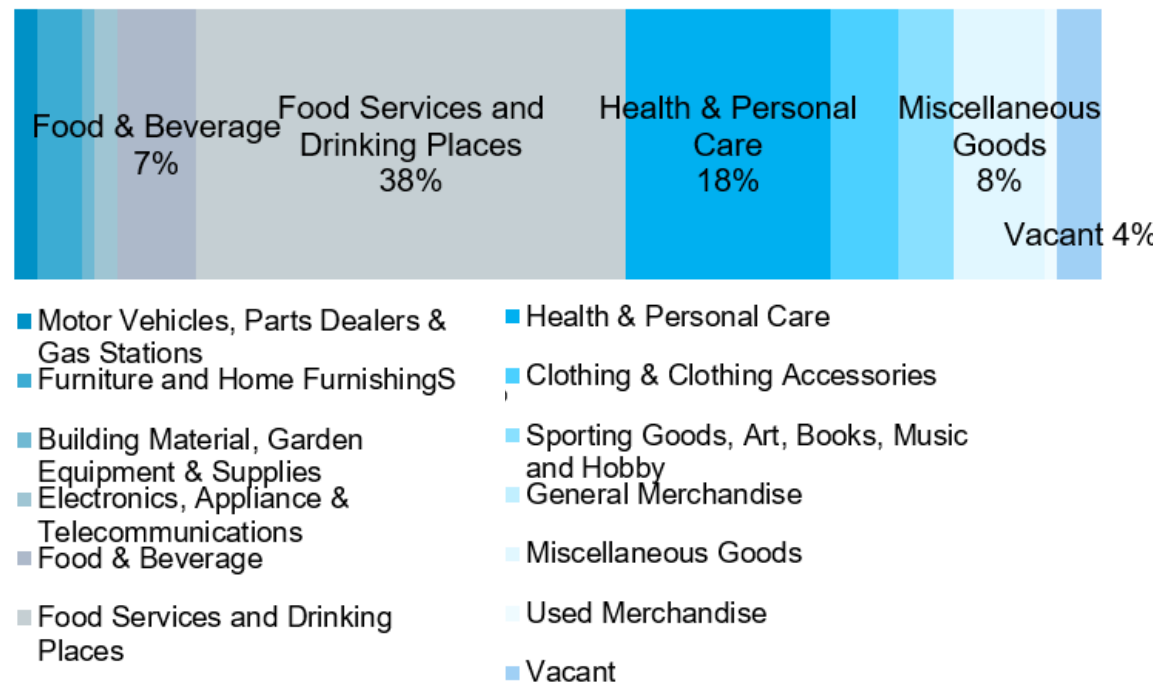 Food & Beverage
7%
Food Services and
Drinking Places
38%
Health & Personal
Care
18%
Miscellaneous
Goods
8%
Vacant 4%
Motor Vehicles, Parts Dealers &
Gas Stations
Furniture and Home FurnishingS
Building Material, Garden
Equipment & Supplies
Electronics, Appliance &
Telecommunications
Food & Beverage
Food Services and Drinking
Places
Health & Personal Care
Clothing & Clothing Accessories
Sporting Goods, Art, Books, Music
and Hobby
General Merchandise
Miscellaneous Goods
Used Merchandise
Vacant